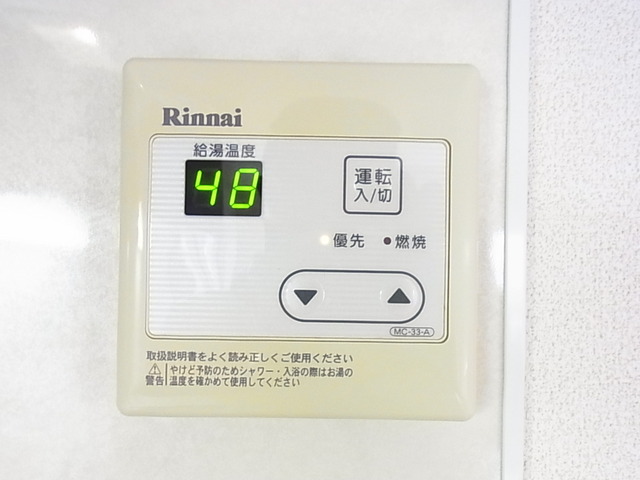 Rinnai
給湯温度
48
運転
入/切
優先 燃焼
MC-33-A
取扱説明書をよく読み正しくご使用ください
警告 やけど予防のためシャワー・入浴の際はお湯の
温度を確かめて使用してください